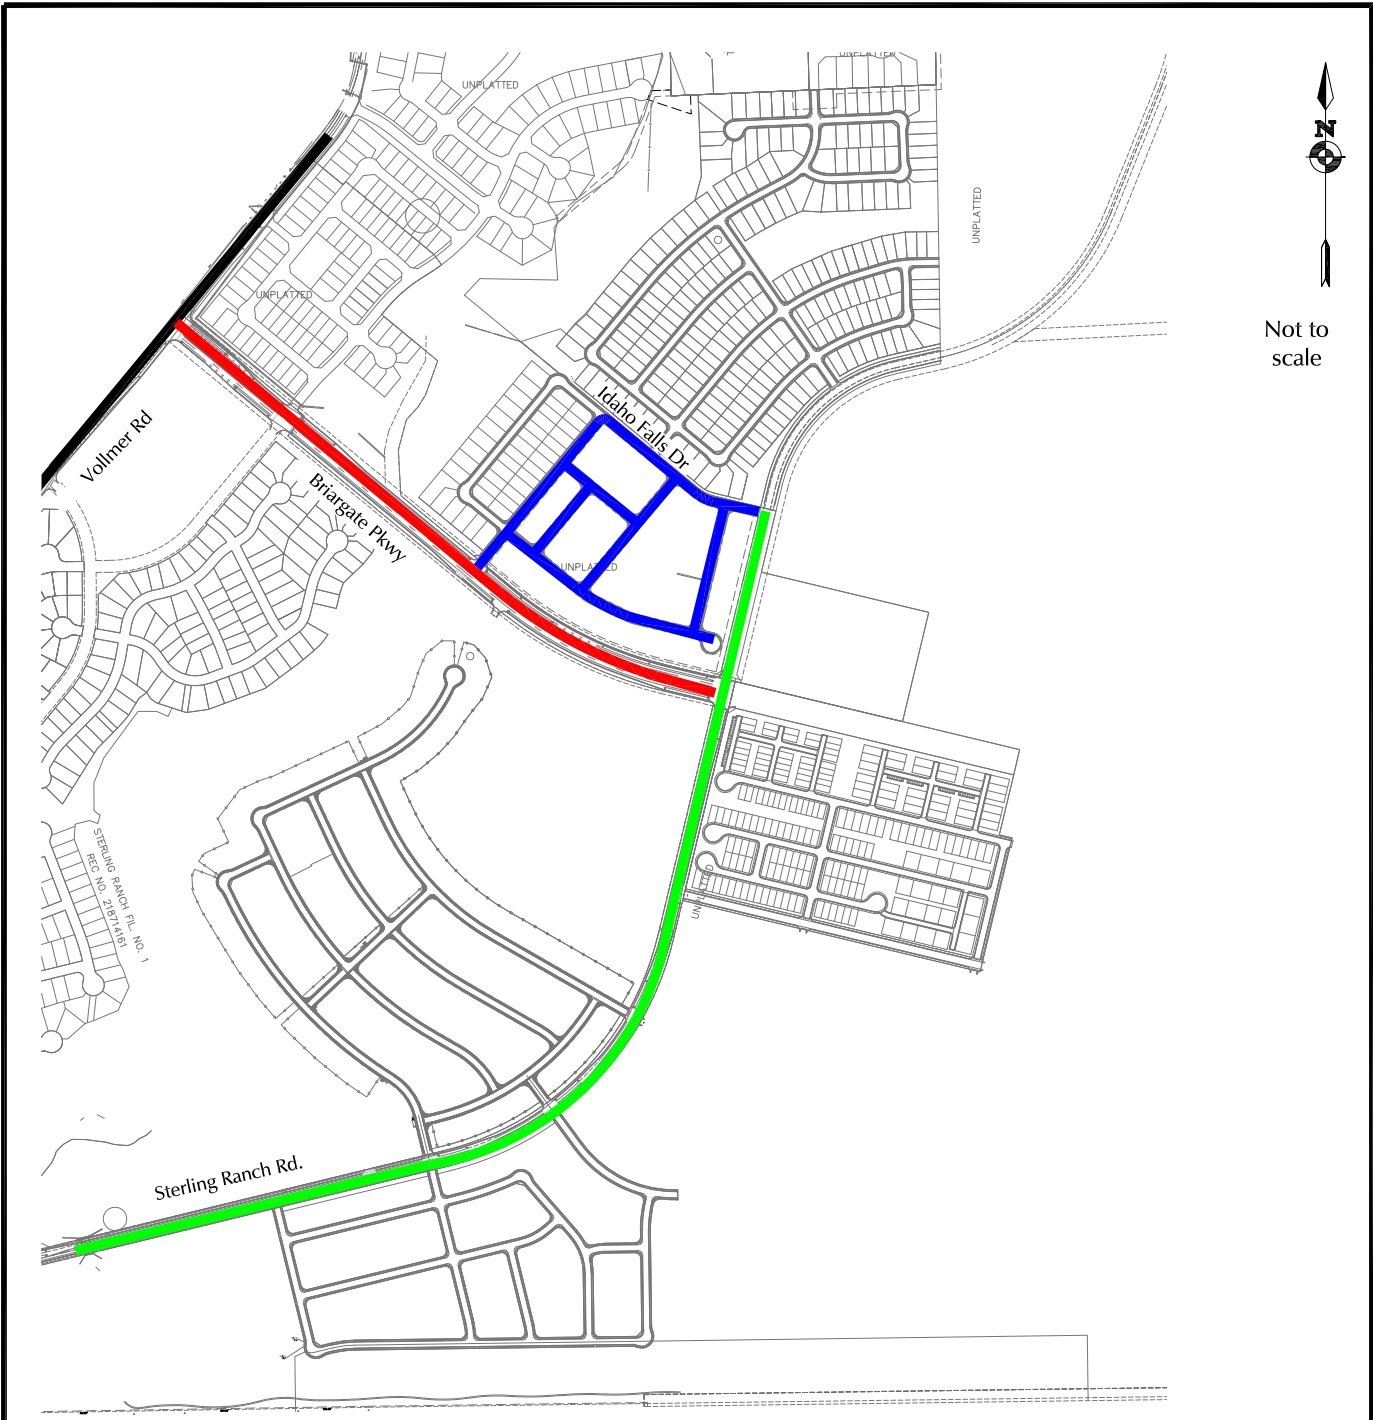 UNPLATTED
UNPLATTED
N
UNPLATTED
UNPLATTED
Not to
scale
Idaho Falls Dr
Vollmer Rd
Briargate Pkwy
UNPLATTED
STERLING RANCH FIL. NO. 1
REC NO. 218714161
UNPLATTED
Sterling Ranch Rd.